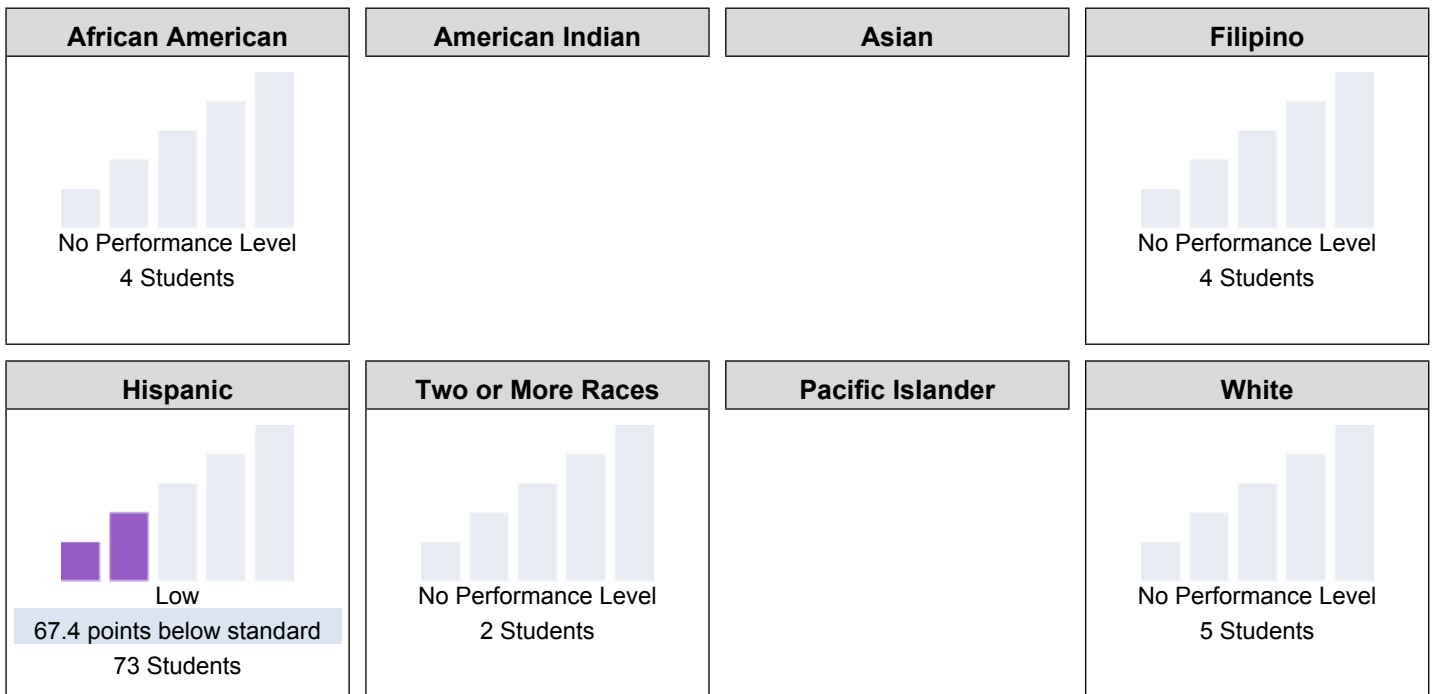 African American
No Performance Level
4 Students
American Indian
Asian
Filipino
No Performance Level
4 Students
Hispanic
Low
67.4 points below standard
73 Students
Two or More Races
No Performance Level
2 Students
Pacific Islander
White
No Performance Level
5 Students